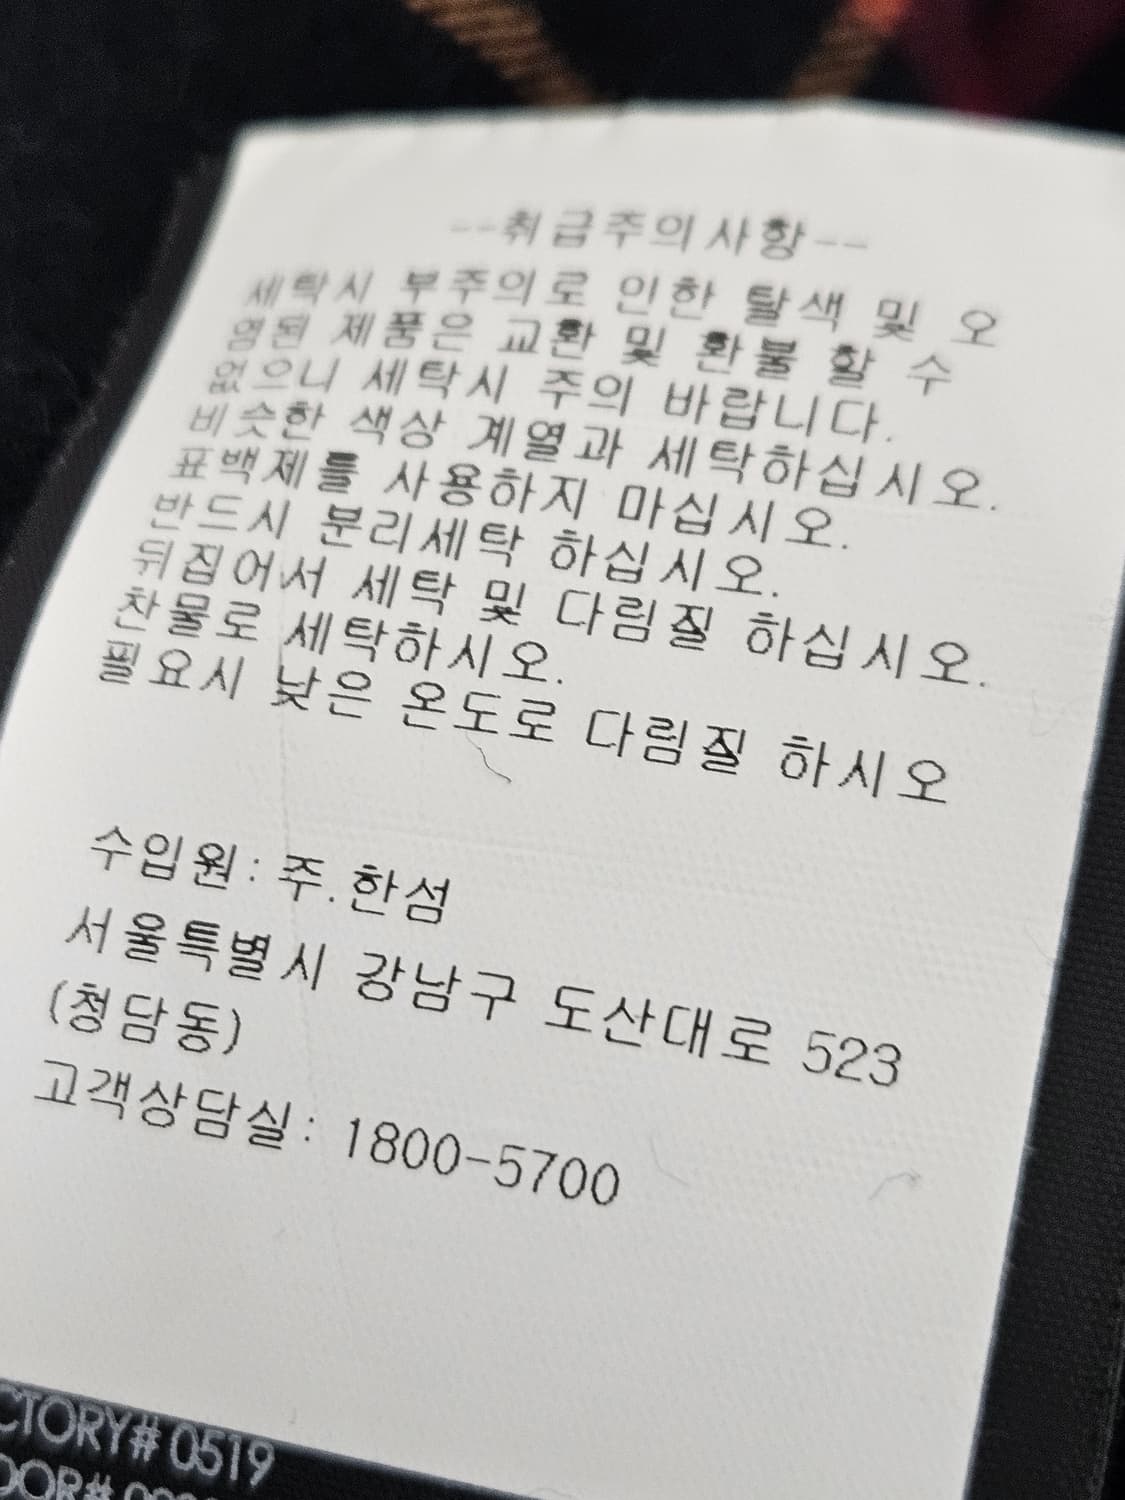 --취급주의사항--
세탁시 부주의로 인한 탈색 및 오
염된 제품은 교환 및 환불 할 수
없으니 세탁시 주의 바랍니다.
비슷한 색상 계열과 세탁하십시오.
표백제를 사용하지 마십시오.
반드시 분리세탁 하십시오.
뒤집어서 세탁 및 다림질 하십시오.
찬물로 세탁하시오.
필요시 낮은 온도로 다림질 하시오
수입원: 주.한섬
서울특별시 강남구 도산대로 523
(청담동)
고객상담실: 1800-5700
CTORY# 0519